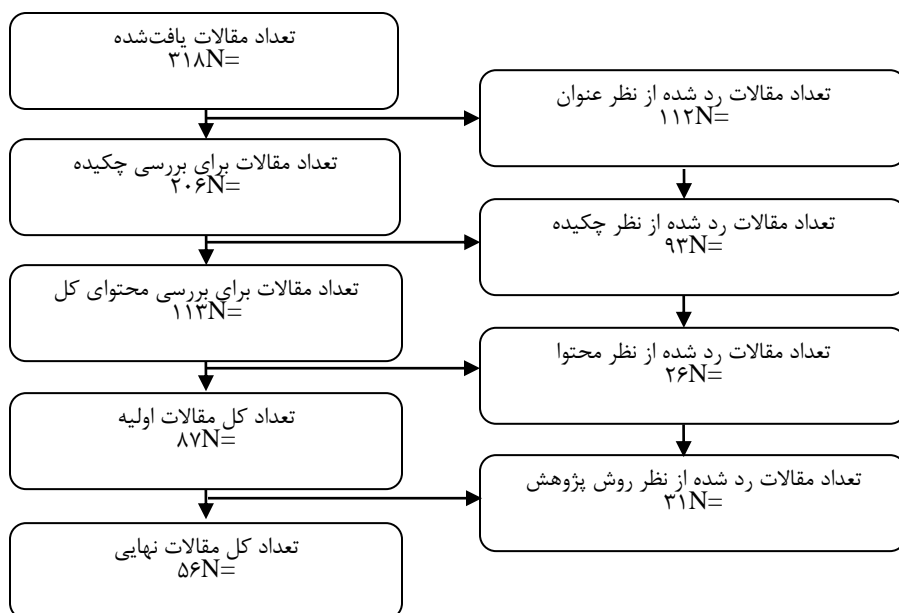 تعداد مقالات یافت‌شده
۳۱۸N=
تعداد مقالات رد شده از نظر عنوان
۱۱۲N=
تعداد مقالات برای بررسی چکیده
۲۰۶N=
تعداد مقالات رد شده از نظر چکیده
۹۳N=
تعداد مقالات برای بررسی محتوای کل
۱۱۳N=
تعداد مقالات رد شده از نظر محتوا
۲۶N=
تعداد کل مقالات اولیه
۸۷N=
تعداد مقالات رد شده از نظر روش پژوهش
۳۱N=
تعداد کل مقالات نهایی
۵۶N=